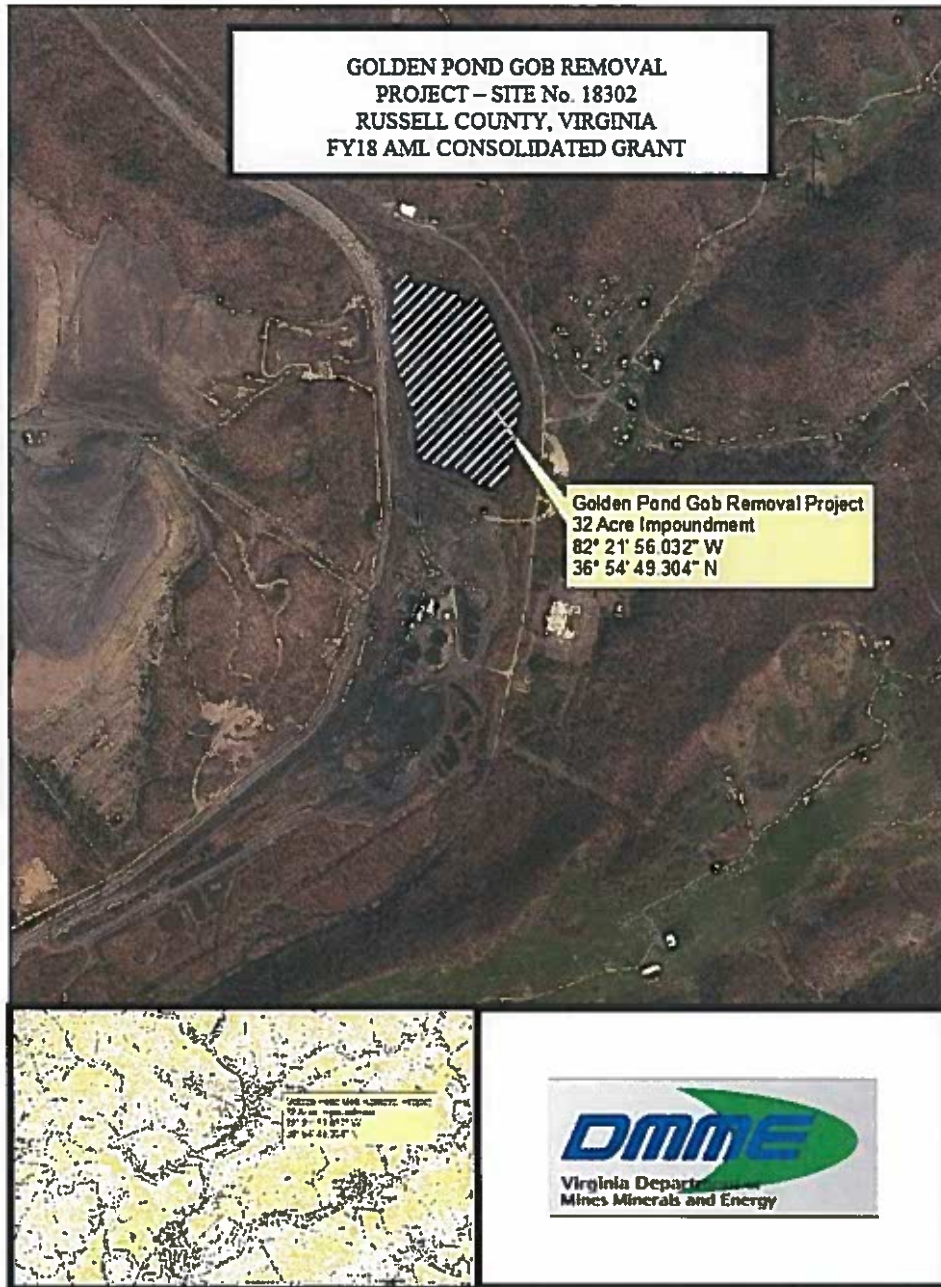 GOLDEN POND GOB REMOVAL
PROJECT – SITE No. 18302
RUSSELL COUNTY, VIRGINIA
FY18 AML CONSOLIDATED GRANT
Golden Pond Gob Removal Project
32 Acre Impoundment
82° 21' 56.032" W
36° 54' 49.304" N
DMME
Virginia Department of
Mines Minerals and Energy